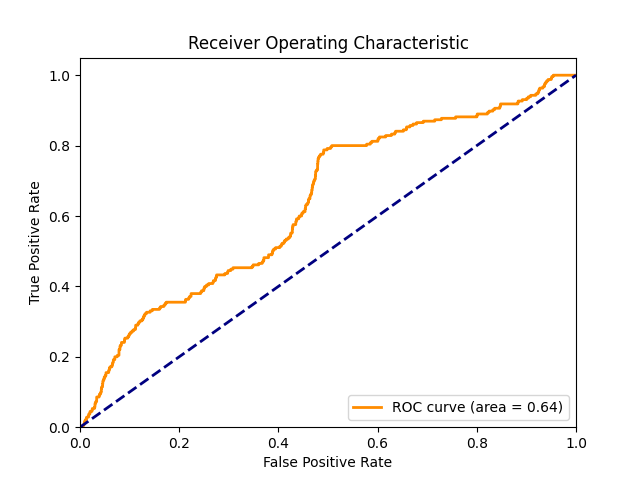 Receiver Operating Characteristic
True Positive Rate
1.0
0.8
0.6
0.4
0.2
0.0
ROC curve (area = 0.64)
0.0 0.2 0.4 0.6 0.8 1.0
False Positive Rate